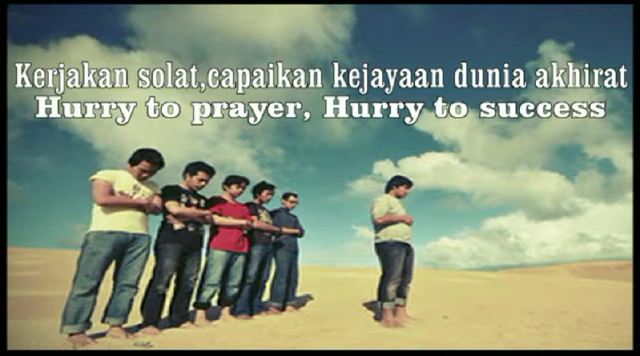 Kerjakan solat,capaikan kejayaan dunia akhirat
Hurry to prayer, Hurry to success